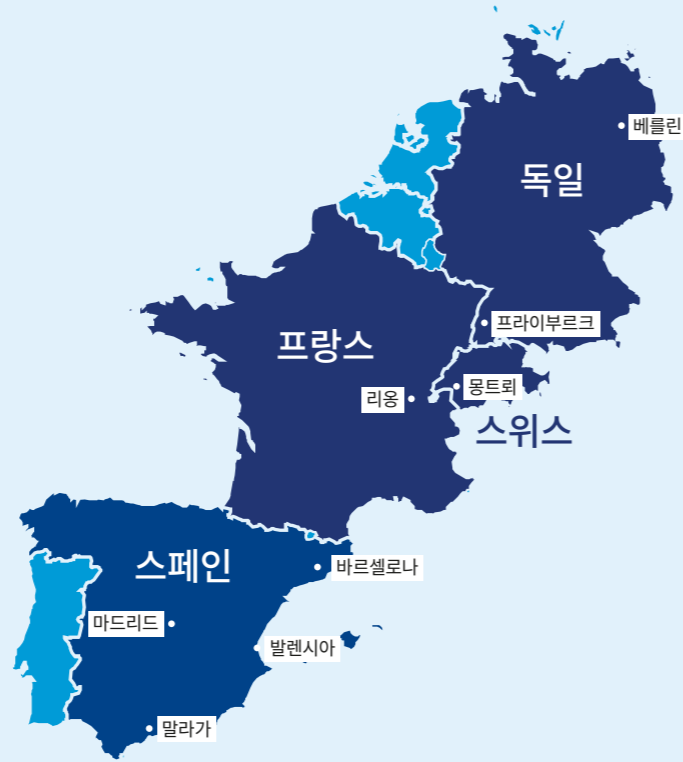 베를린
독일
프라이부르크
프랑스
몽트뢰
리옹
스위스
스페인
바르셀로나
마드리드
발렌시아
말라가